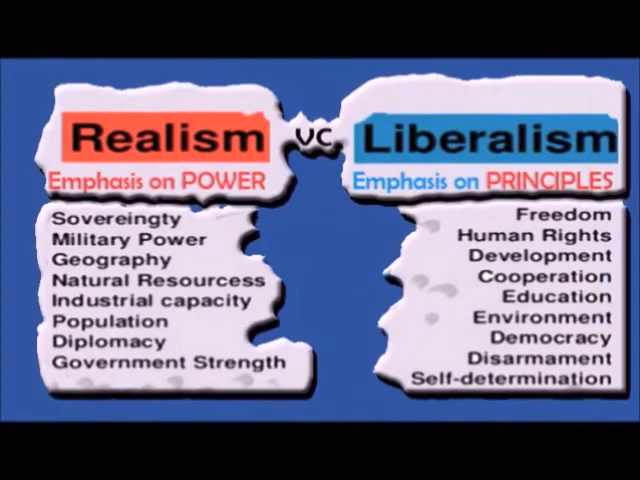 Realism
vc
Liberalism
Emphasis on POWER
Emphasis on PRINCIPLES
Sovereingty
Military Power
Geography
Natural Resourcess
Industrial capacity
Population
Diplomacy
Government Strength
Freedom
Human Rights
Development
Cooperation
Education
Environment
Democracy
Disarmament
Self-determination